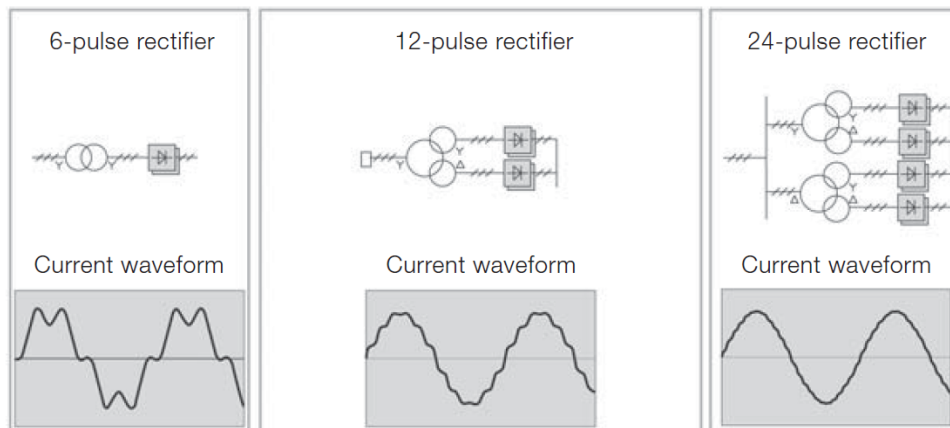 6-pulse rectifier
12-pulse rectifier
24-pulse rectifier
Y
Y
Y
Y
Δ
Y
Δ
Y
Δ
Δ
Current waveform
Current waveform
Current waveform